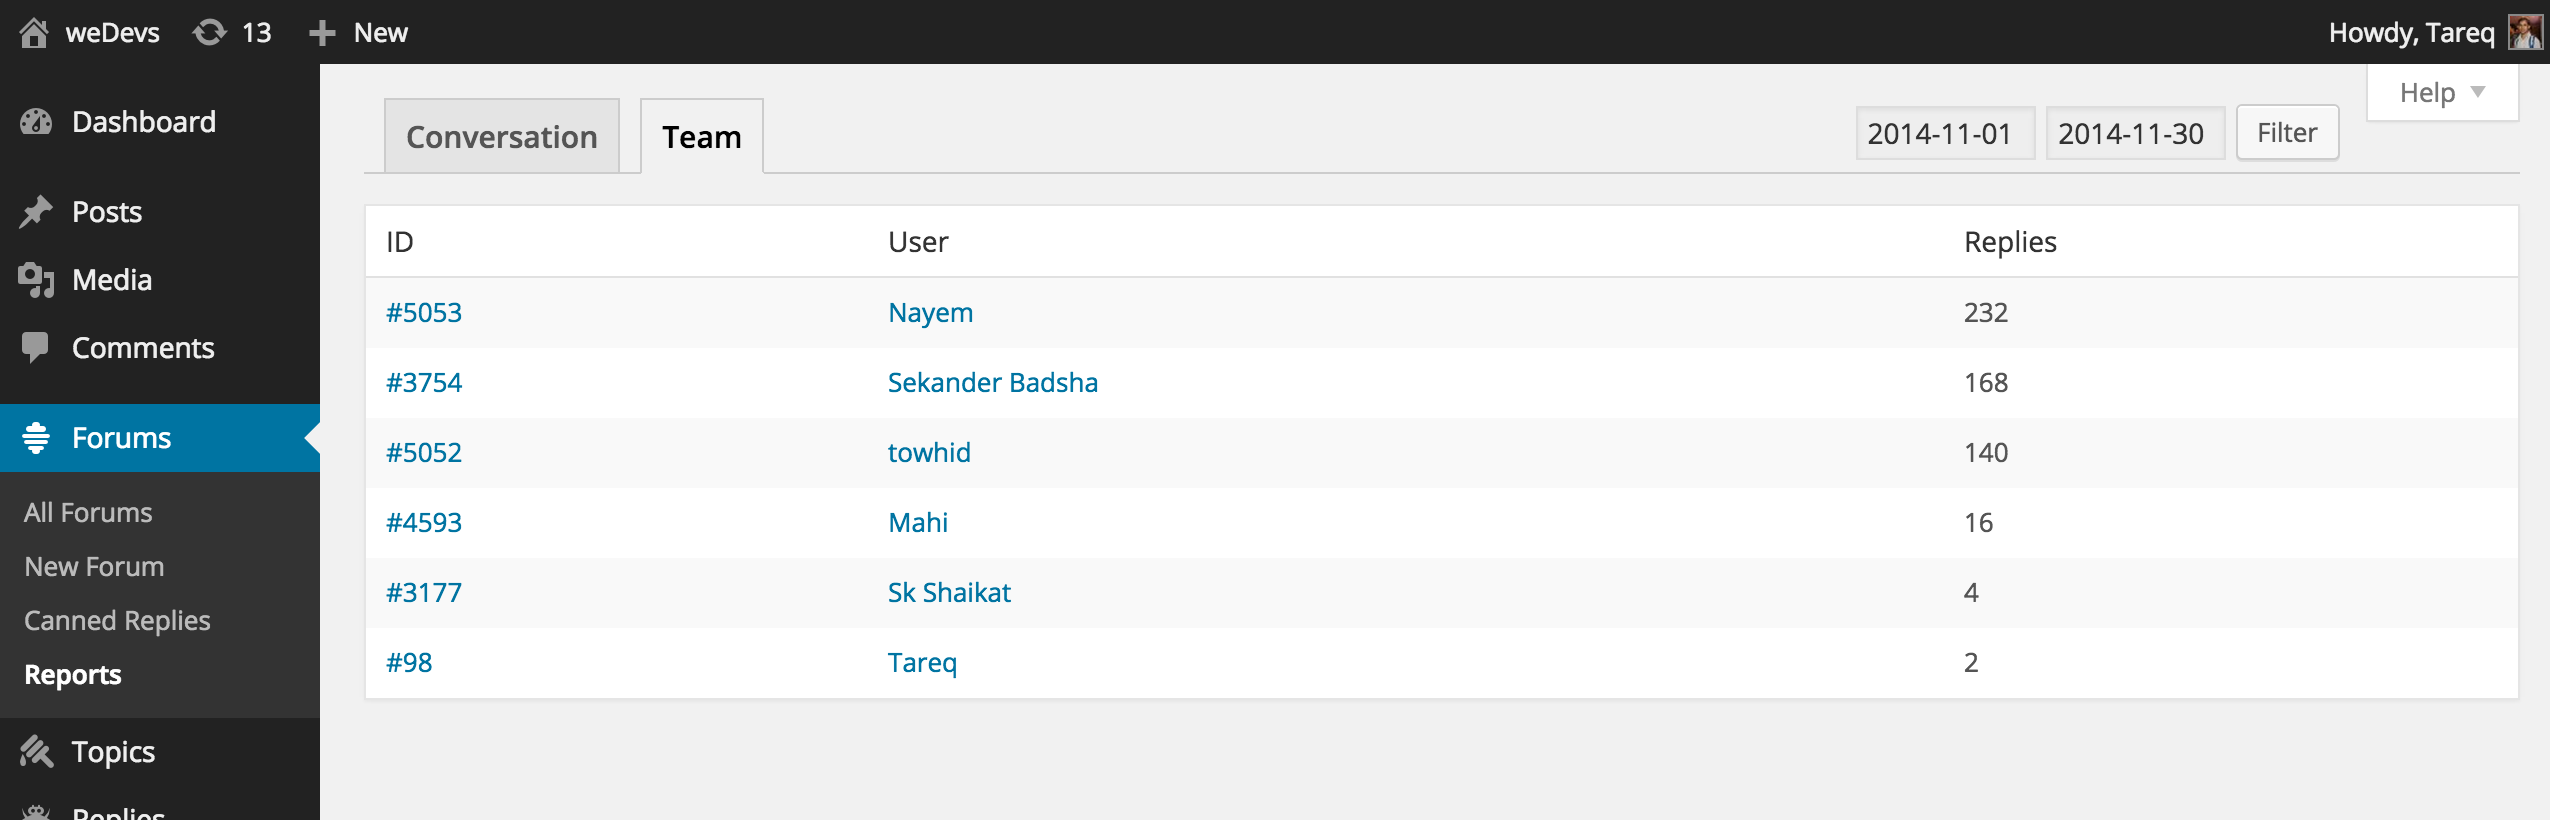 weDevs 13 New Howdy, Tareq
Help
Dashboard
Posts
Media
Comments
Forums
All Forums
New Forum
Canned Replies
Reports
Topics
Replies
Conversation Team 2014-11-01 2014-11-30 Filter
ID User Replies
#5053 Nayem 232
#3754 Sekander Badsha 168
#5052 towhid 140
#4593 Mahi 16
#3177 Sk Shaikat 4
#98 Tareq 2